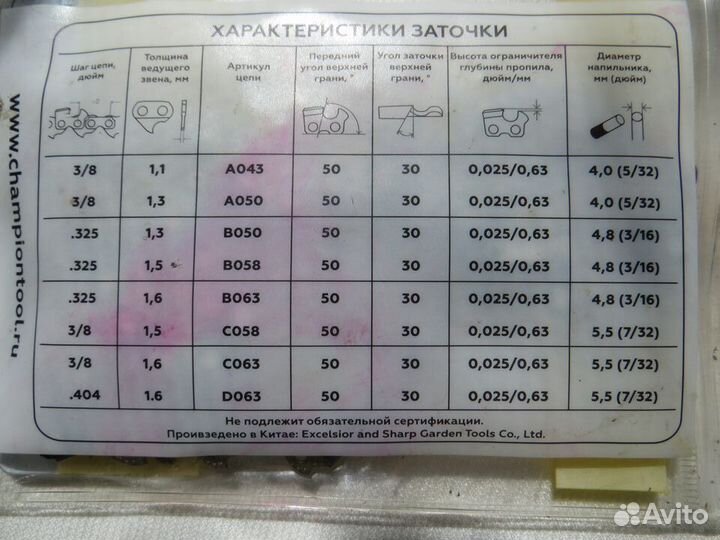 ХАРАКТЕРИСТИКИ ЗАТОЧКИ
Шаг цепи, дюйм Толщина ведущего звена, мм Артикул цепи Передний угол верхней грани, ° Угол заточки верхней грани, ° Высота ограничителя глубины пропила, дюйм/мм Диаметр напильника, мм (дюйм)
3/8 1,1 A043 50 30 0,025/0,63 4,0 (5/32)
3/8 1,3 A050 50 30 0,025/0,63 4,0 (5/32)
.325 1,3 B050 50 30 0,025/0,63 4,8 (3/16)
.325 1,5 B058 50 30 0,025/0,63 4,8 (3/16)
.325 1,6 B063 50 30 0,025/0,63 4,8 (3/16)
3/8 1,5 C058 50 30 0,025/0,63 5,5 (7/32)
3/8 1,6 C063 50 30 0,025/0,63 5,5 (7/32)
.404 1.6 D063 50 30 0,025/0,63 5,5 (7/32)
Не подлежит обязательной сертификации.
Произведено в Китае: Excelsior and Sharp Garden Tools Co., Ltd.
www.championtool.ru
Avito